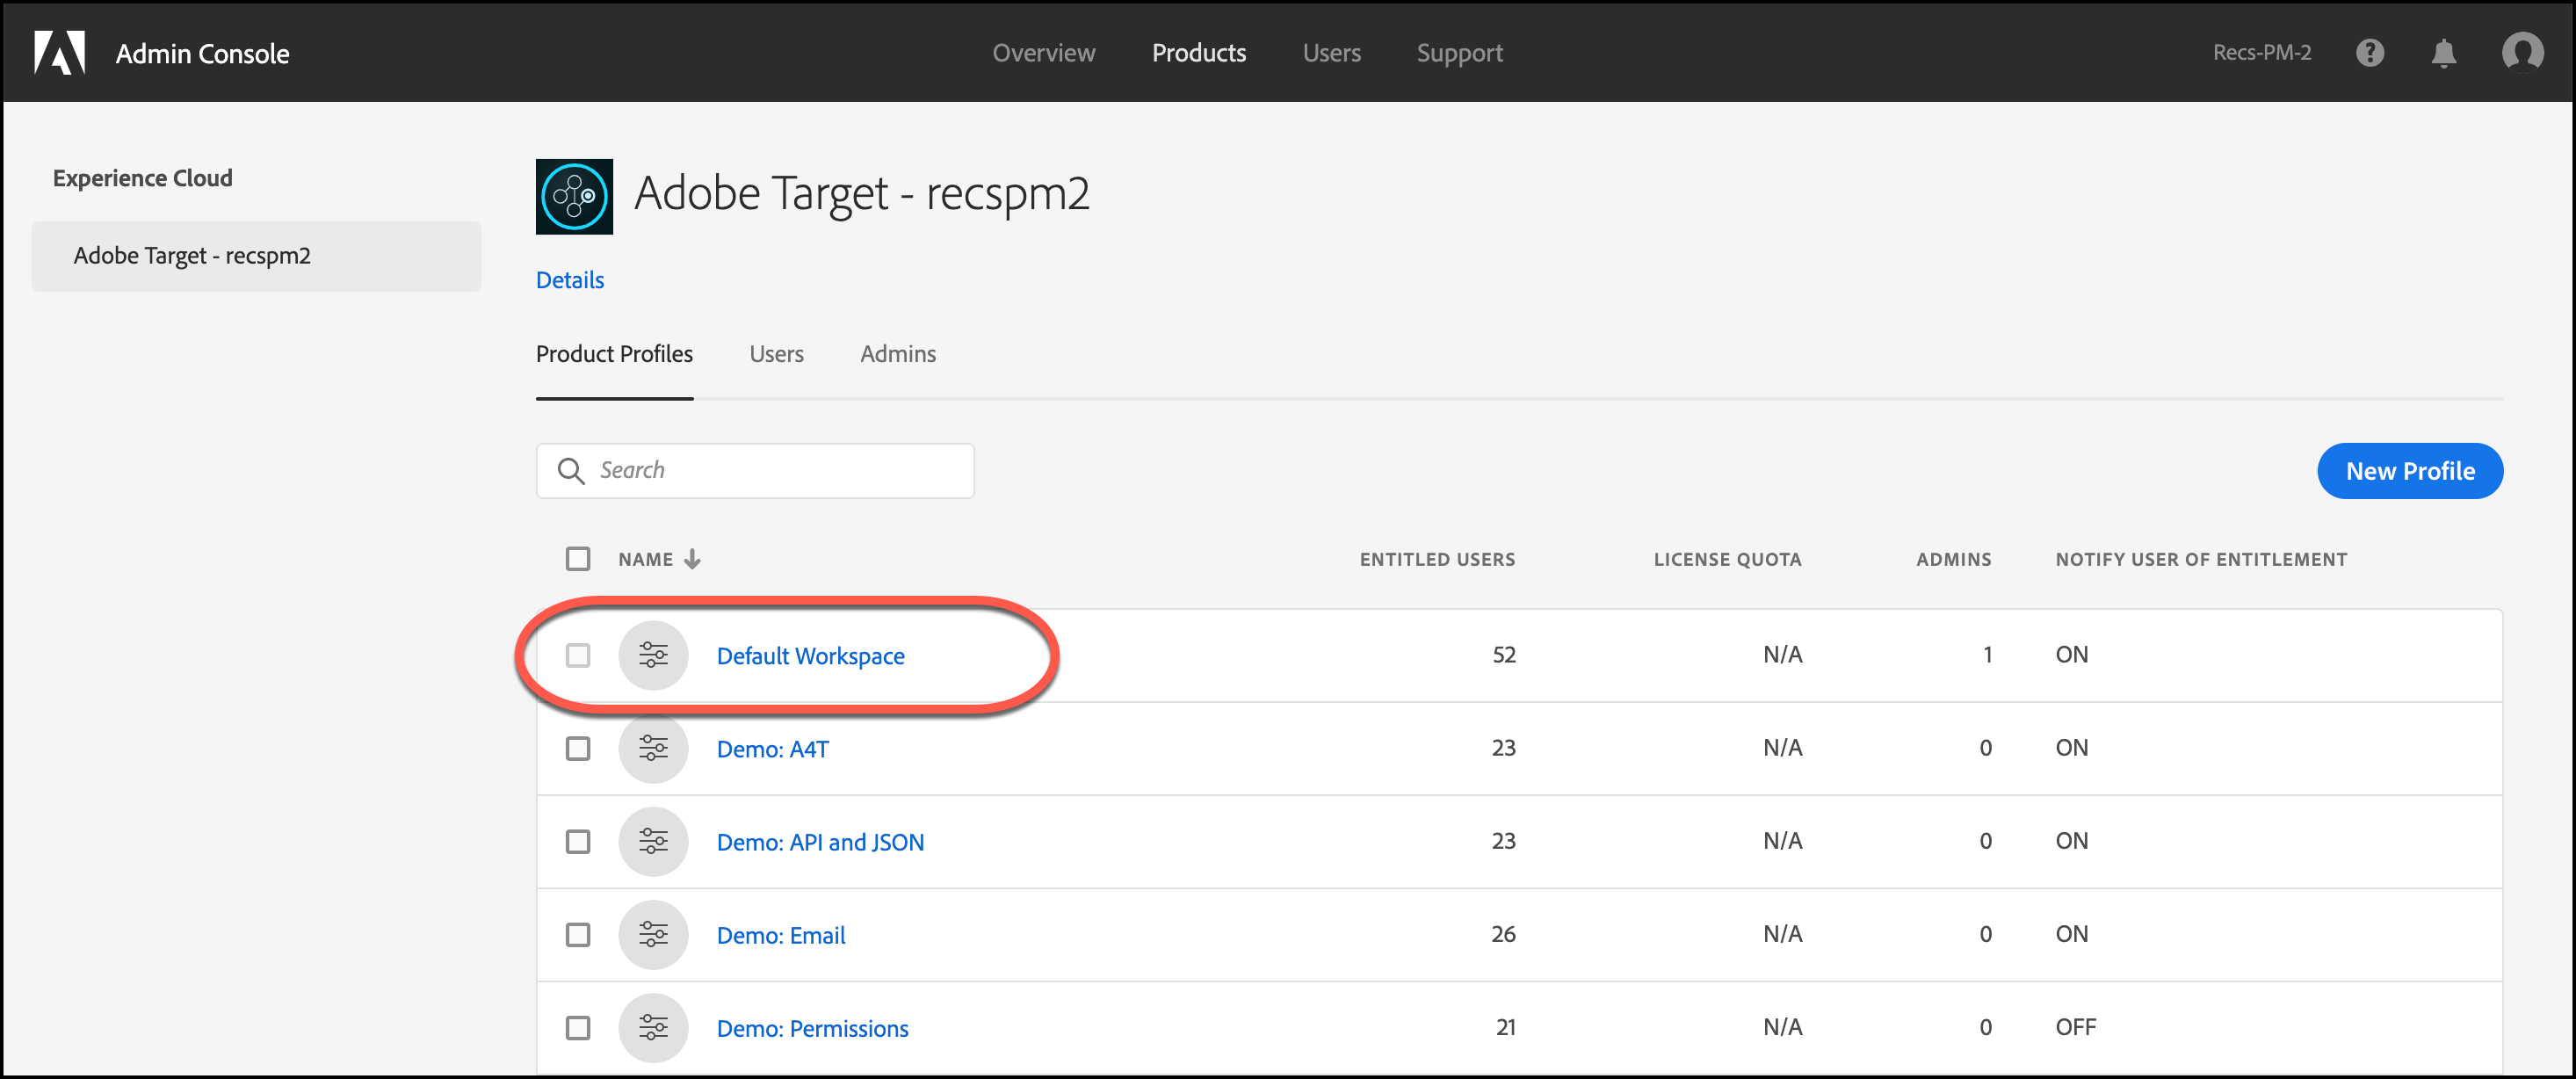 Admin Console
Overview Products Users Support
Recs-PM-2
Experience Cloud
Adobe Target - recspm2
Adobe Target - recspm2
Details
Product Profiles Users Admins
Search
New Profile
NAME ENTITLED USERS LICENSE QUOTA ADMINS NOTIFY USER OF ENTITLEMENT
Default Workspace 52 N/A 1 ON
Demo: A4T 23 N/A 0 ON
Demo: API and JSON 23 N/A 0 ON
Demo: Email 26 N/A 0 ON
Demo: Permissions 21 N/A 0 OFF